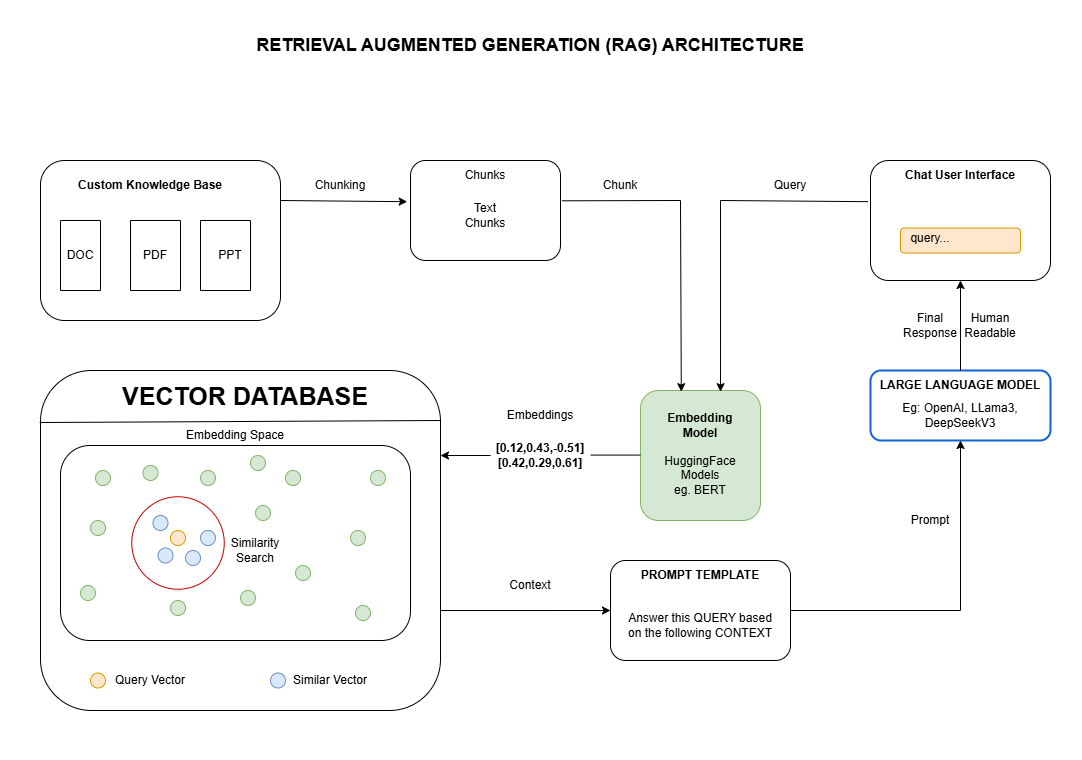 RETRIEVAL AUGMENTED GENERATION (RAG) ARCHITECTURE
Custom Knowledge Base
DOC
PDF
PPT
Chunking
Chunks
Text
Chunks
Chunk
Query
Chat User Interface
query...
Final
Response
Human
Readable
LARGE LANGUAGE MODEL
Eg: OpenAI, LLama3,
DeepSeekV3
Prompt
Embedding
Model
HuggingFace
Models
eg. BERT
Embeddings
[0.12,0.43,-0.51]
[0.42,0.29,0.61]
VECTOR DATABASE
Embedding Space
Similarity
Search
Query Vector
Similar Vector
Context
PROMPT TEMPLATE
Answer this QUERY based
on the following CONTEXT